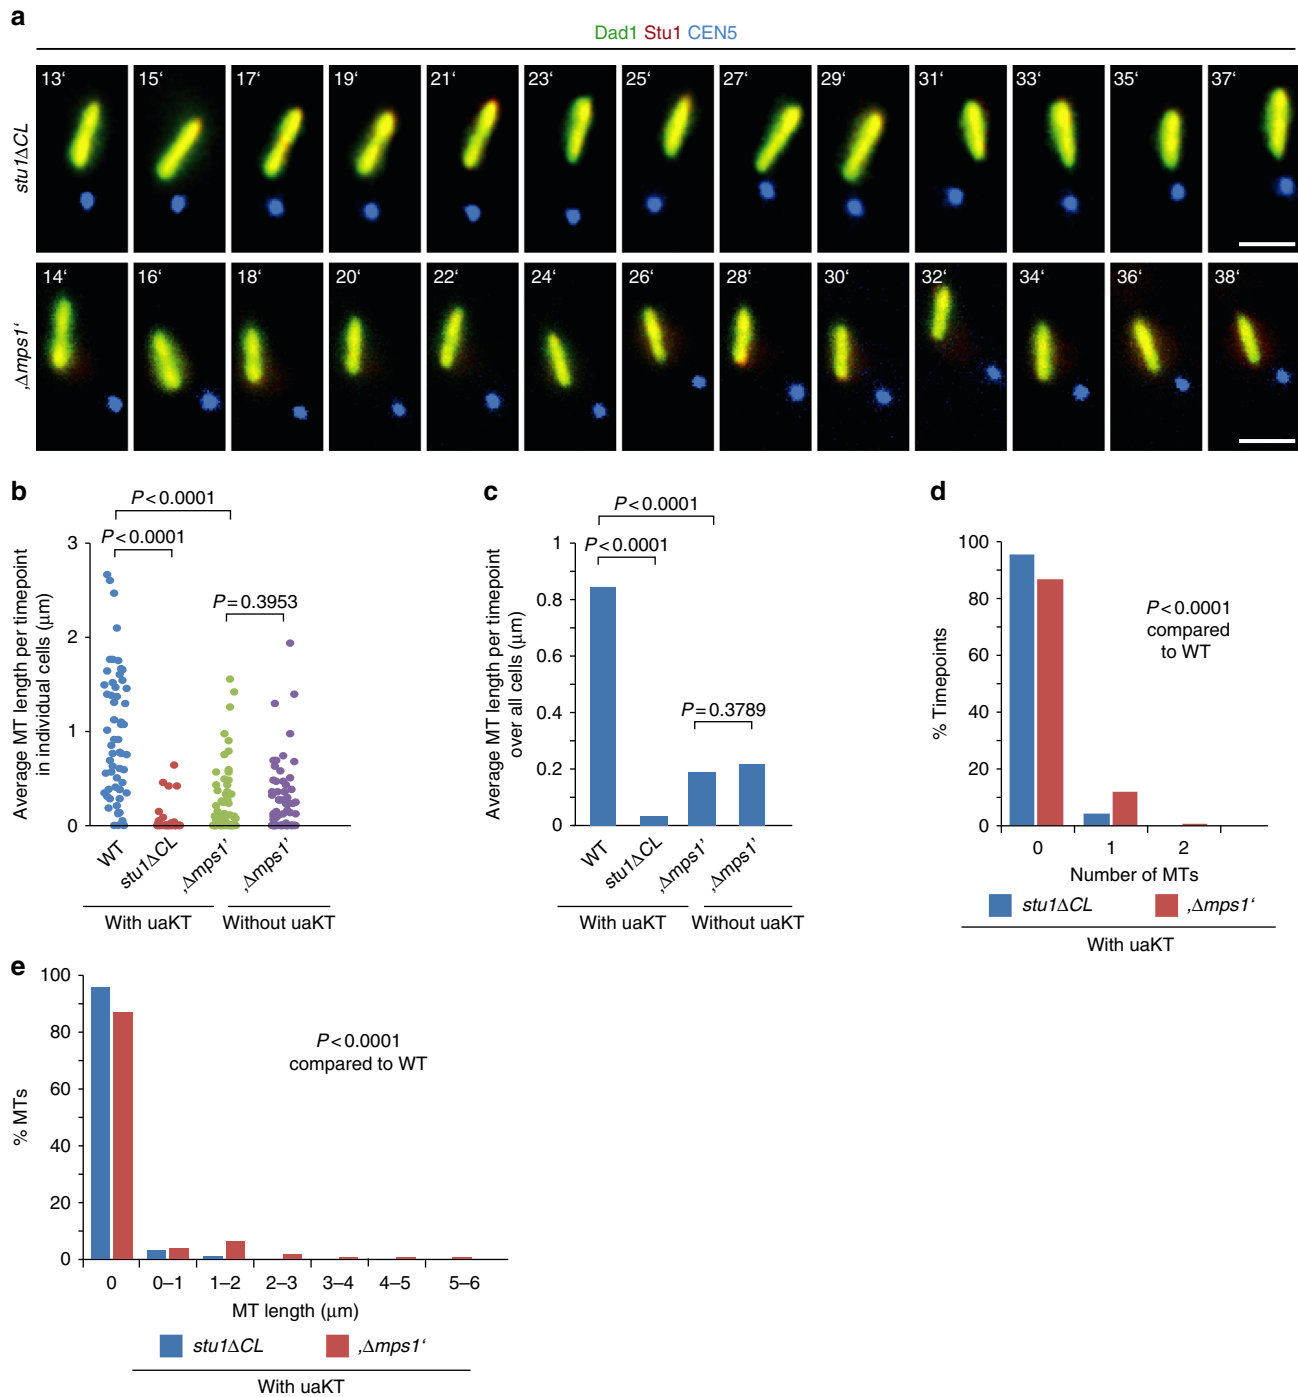 a
Dad1 Stu1 CEN5
stu1ΔCL
13‘ 15‘ 17‘ 19‘ 21‘ 23‘ 25‘ 27‘ 29‘ 31‘ 33‘ 35‘ 37‘
‚Δmps1‘
14‘ 16‘ 18‘ 20‘ 22‘ 24‘ 26‘ 28‘ 30‘ 32‘ 34‘ 36‘ 38‘
b
Average MT length per timepoint
in individual cells (μm)
3
2
1
0
P < 0.0001
P < 0.0001
P = 0.3953
WT stu1ΔCL ‚Δmps1’ ‚Δmps1’
With uaKT Without uaKT
c
Average MT length per timepoint
over all cells (μm)
1
0.8
0.6
0.4
0.2
0
P < 0.0001
P < 0.0001
P = 0.3789
WT stu1ΔCL ‚Δmps1’ ‚Δmps1’
With uaKT Without uaKT
d
% Timepoints
100
80
60
40
20
0
P < 0.0001
compared
to WT
0 1 2
Number of MTs
stu1ΔCL ‚Δmps1‘
With uaKT
e
% MTs
100
80
60
40
20
0
P < 0.0001
compared to WT
0 0–1 1–2 2–3 3–4 4–5 5–6
MT length (μm)
stu1ΔCL ‚Δmps1‘
With uaKT